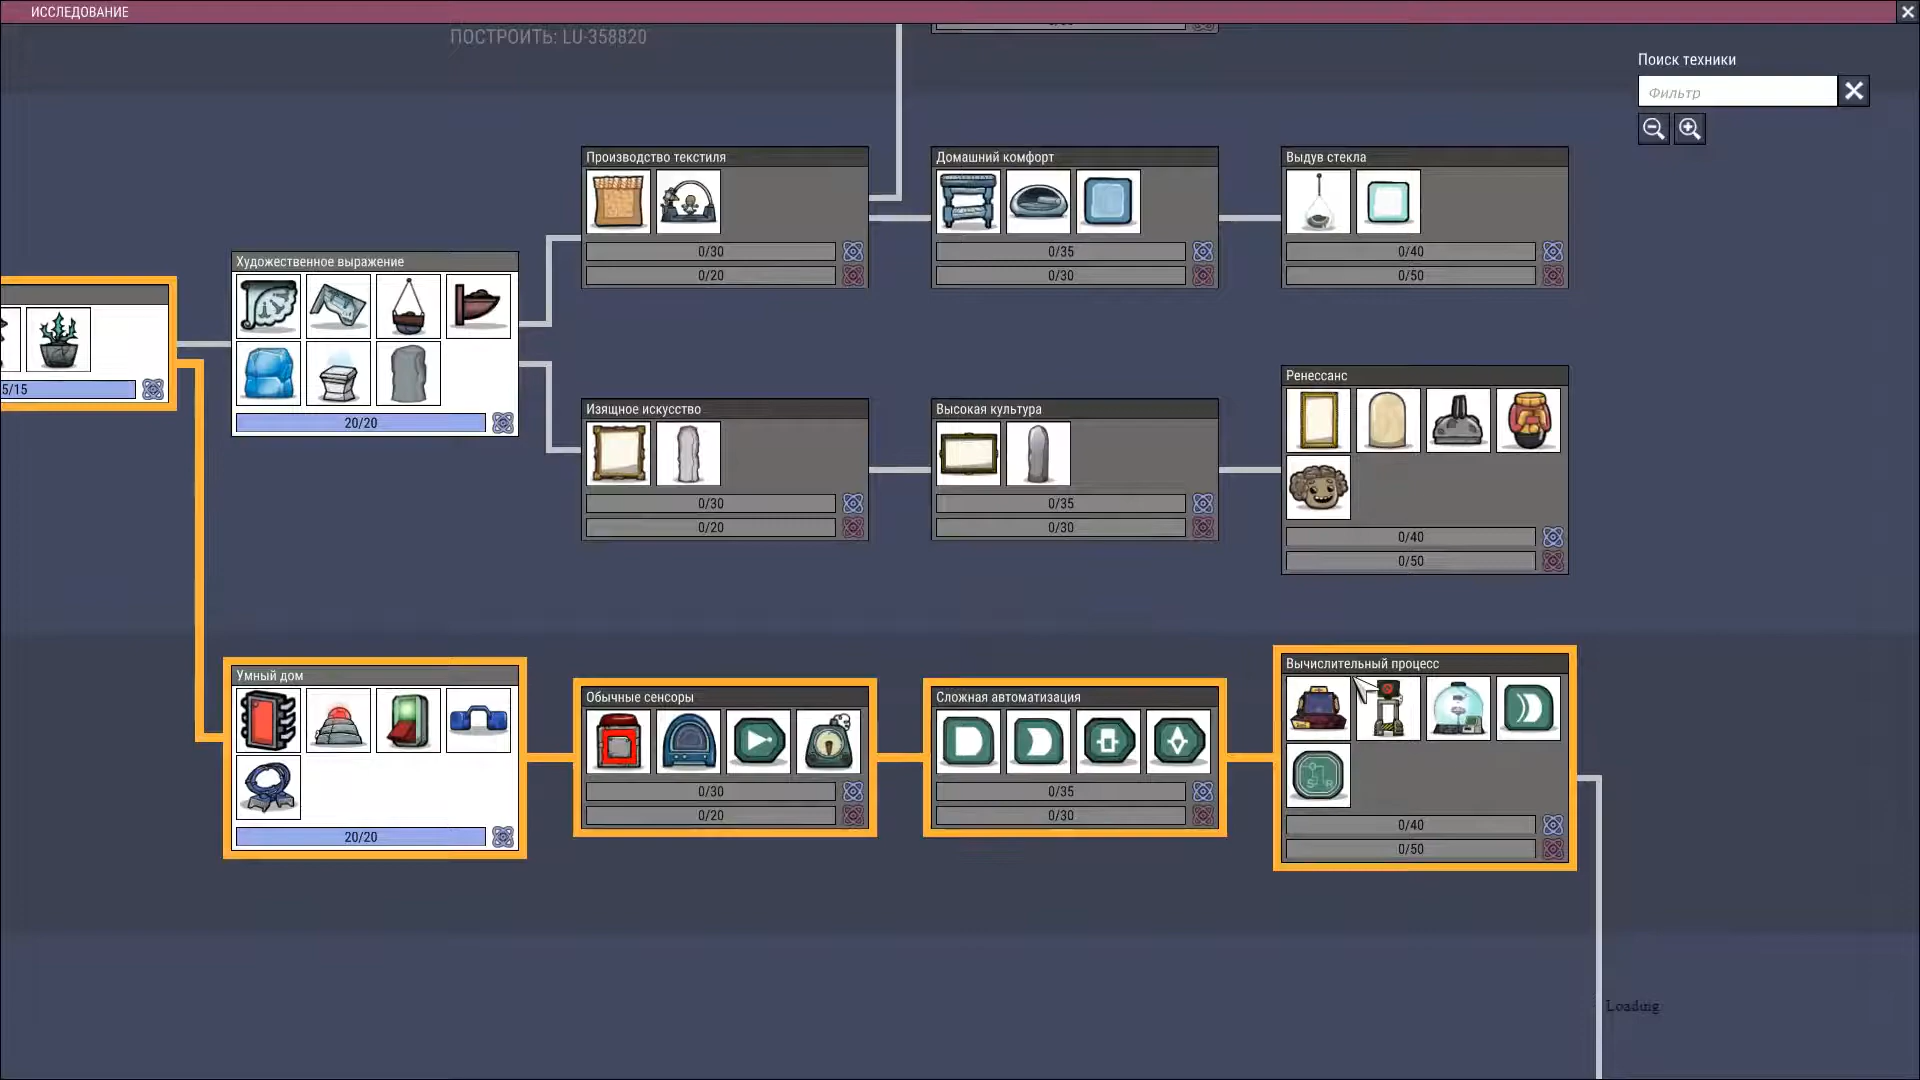 ИССЛЕДОВАНИЕ
ПОСТРОИТЬ: LU-358820
Поиск техники
Фильтр
Производство текстиля
0/30
0/20
Домашний комфорт
0/35
0/30
Выдув стекла
0/40
0/50
Художественное выражение
20/20
5/15
Изящное искусство
0/30
0/20
Высокая культура
0/35
0/30
Ренессанс
0/40
0/50
Умный дом
20/20
Обычные сенсоры
0/30
0/20
Сложная автоматизация
0/35
0/30
Вычислительный процесс
S R
0/40
0/50
Loading